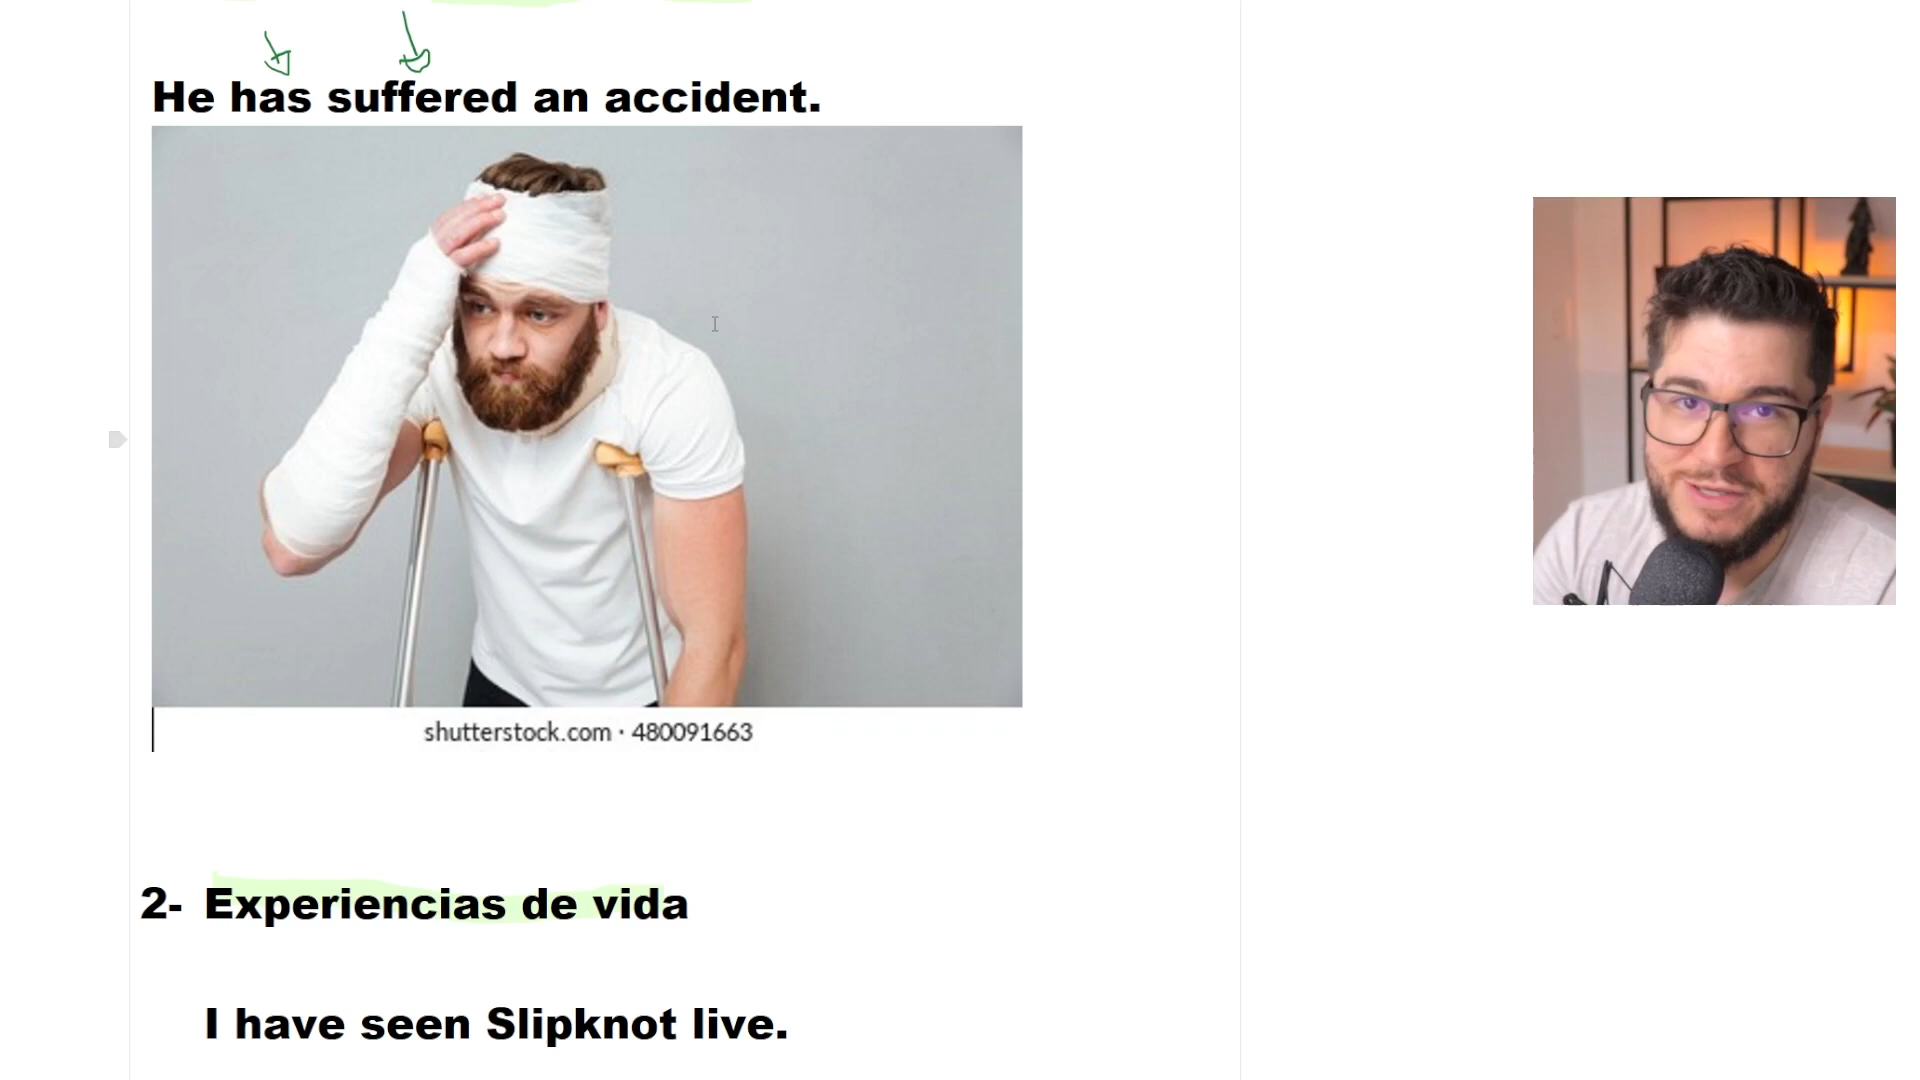 He has suffered an accident.
shutterstock.com · 480091663
2- Experiencias de vida
I have seen Slipknot live.